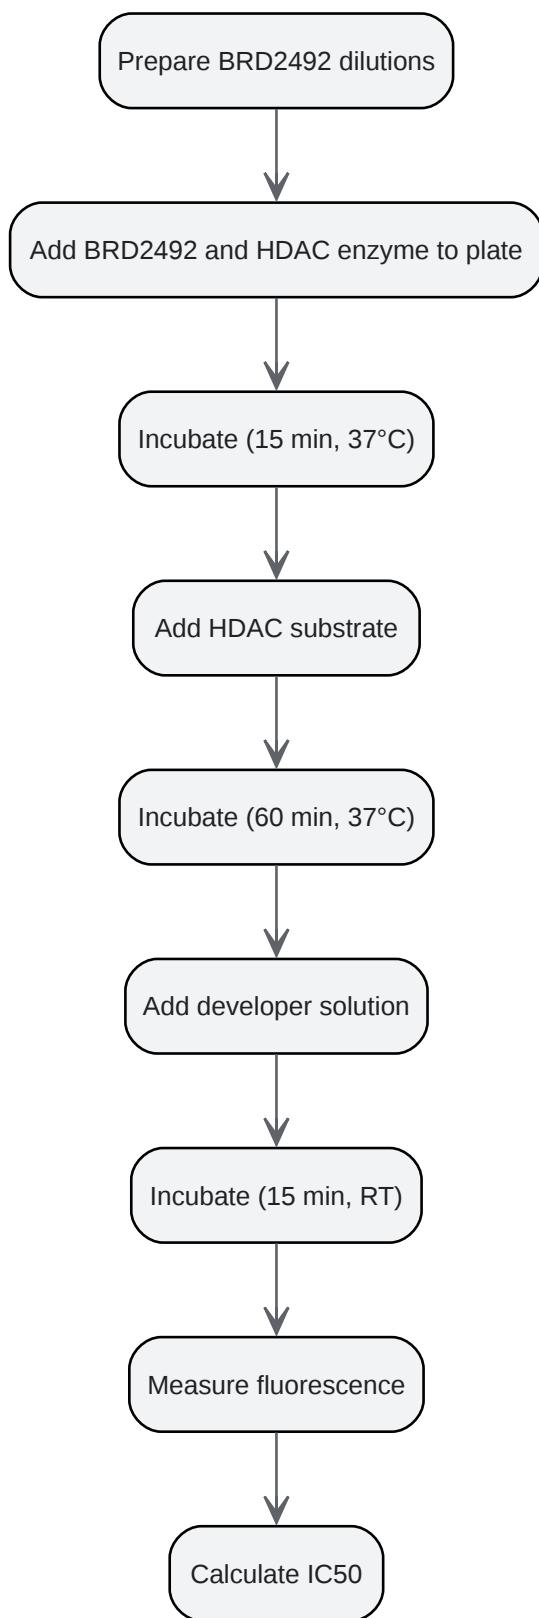 Prepare BRD2492 dilutions
Add BRD2492 and HDAC enzyme to plate
Incubate (15 min, 37°C)
Add HDAC substrate
Incubate (60 min, 37°C)
Add developer solution
Incubate (15 min, RT)
Measure fluorescence
Calculate IC50